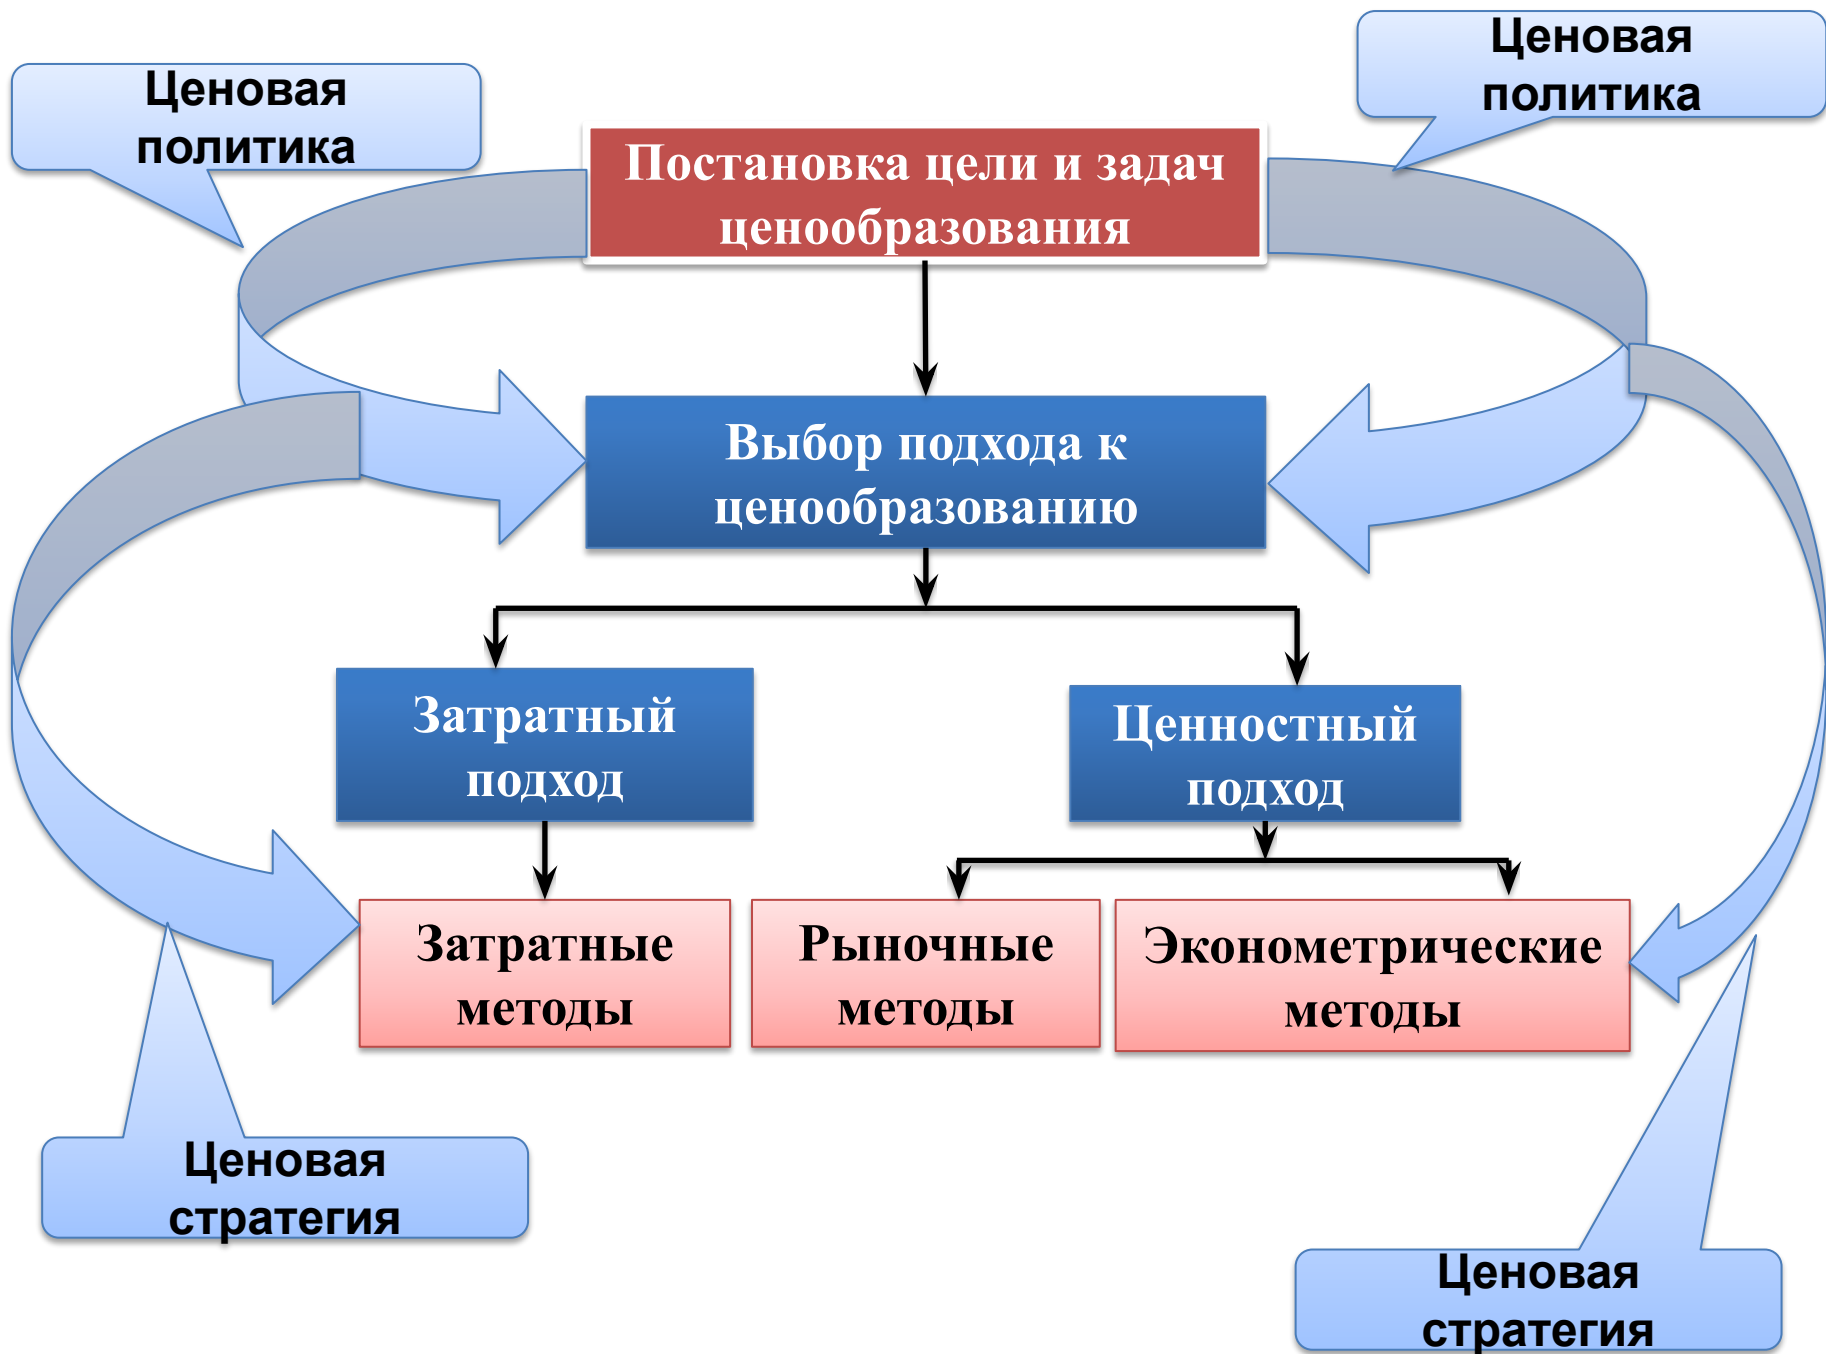 Ценовая
политика
Ценовая
политика
Постановка цели и задач
ценообразования
Выбор подхода к
ценообразованию
Затратный
подход
Ценностный
подход
Затратные
методы
Рыночные
методы
Эконометрические
методы
Ценовая
стратегия
Ценовая
стратегия